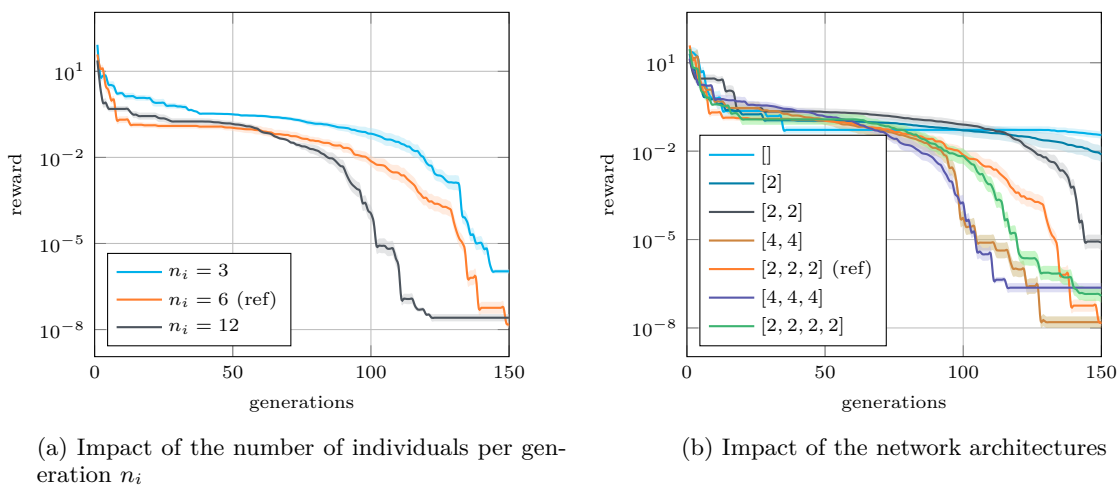 10^1
10^{-2}
10^{-5}
10^{-8}
reward
0
50
100
150
generations
n_i = 3
n_i = 6 (ref)
n_i = 12
(a) Impact of the number of individuals per gen-
eration n_i
10^1
10^{-2}
10^{-5}
10^{-8}
reward
0
50
100
150
generations
[]
[2]
[2, 2]
[4, 4]
[2, 2, 2] (ref)
[4, 4, 4]
[2, 2, 2, 2]
(b) Impact of the network architectures